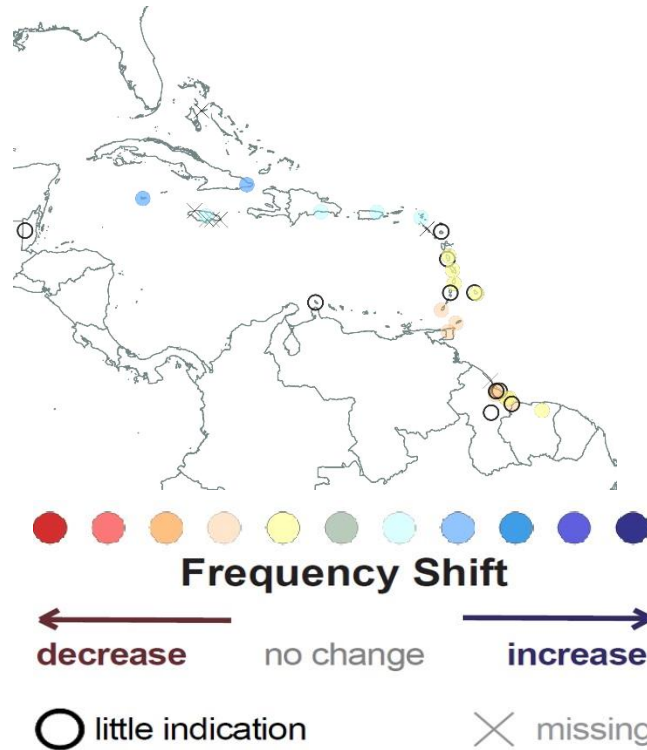 Frequency Shift
decrease no change increase
little indication missing